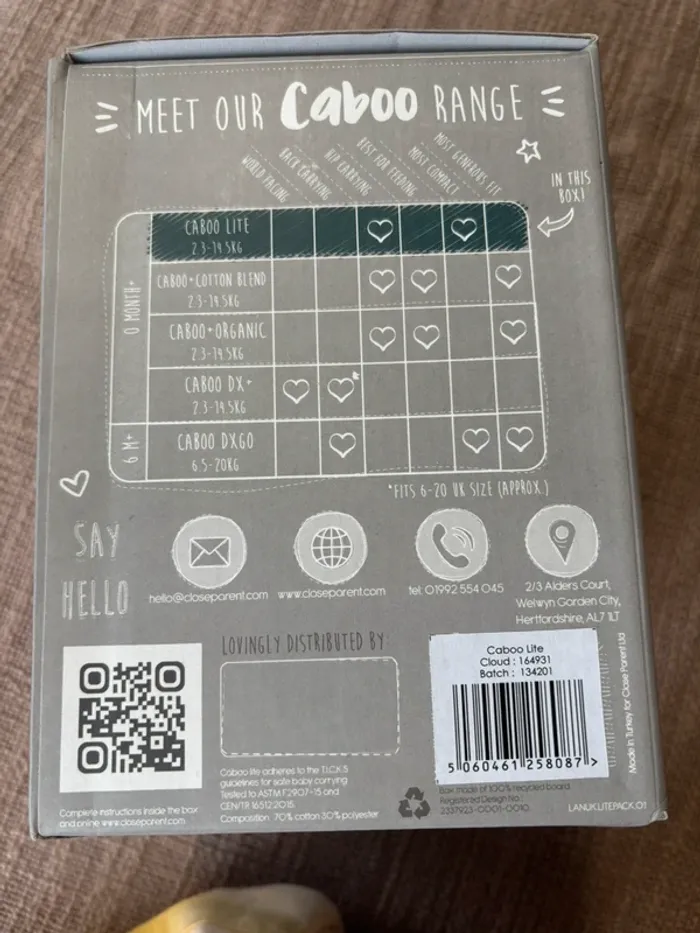 MEET OUR Caboo RANGE
WORLD FACING
BACK CARRYING
HIP CARRYING
BEST FOR FEEDING
MOST COMPACT
MOST GENEROUS FIT
IN THIS
BOX!
0 MONTH+
CABOO LITE
2.3-14.5KG
CABOO+COTTON BLEND
2.3-14.5KG
CABOO+ORGANIC
2.3-14.5KG
CABOO DX+
2.3-14.5KG
*
6 M+
CABOO DXGO
6.5-20KG
*FITS 6-20 UK SIZE (APPROX.)
SAY
HELLO
hello@closeparent.com
www.closeparent.com
tel: 01992 554 045
2/3 Alders Court,
Welwyn Garden City,
Hertfordshire, AL7 1LT
LOVINGLY DISTRIBUTED BY:
Caboo Lite
Cloud : 164931
Batch : 134201
5 060461 258087 >
Made in Turkey for Close Parent Ltd
Complete instructions inside the box
and online www.closeparent.com
Caboo lite adheres to the T.I.C.K.S
guidelines for safe baby carrying
Tested to ASTM F2907-15 and
CEN/TR 16512:2015.
Composition: 70% cotton 30% polyester
Box made of 100% recycled board
Registered Design No.:
2337923-0001-0010.
LANUKLITEPACK.01